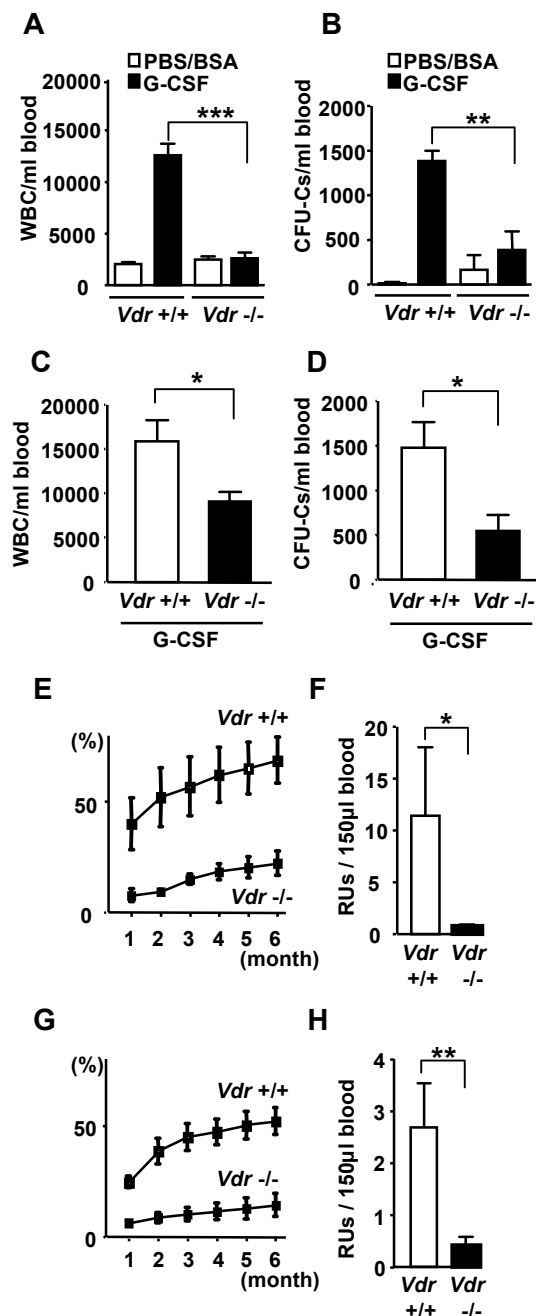 A
PBS/BSA
G-CSF
WBC/ml blood
20000
15000
10000
5000
0
***
Vdr +/+ Vdr -/-
B
PBS/BSA
G-CSF
CFU-Cs/ml blood
2000
1500
1000
500
0
**
Vdr +/+ Vdr -/-
C
WBC/ml blood
20000
15000
10000
5000
0
*
Vdr +/+ Vdr -/-
G-CSF
D
CFU-Cs/ml blood
2000
1500
1000
500
0
*
Vdr +/+ Vdr -/-
G-CSF
E
(%)
50
0
Vdr +/+
Vdr -/-
1 2 3 4 5 6
(month)
F
RUs / 150µl blood
20
15
10
5
0
*
Vdr Vdr
+/+ -/-
G
(%)
50
0
Vdr +/+
Vdr -/-
1 2 3 4 5 6
(month)
H
RUs / 150µl blood
4
3
2
1
0
**
Vdr Vdr
+/+ -/-